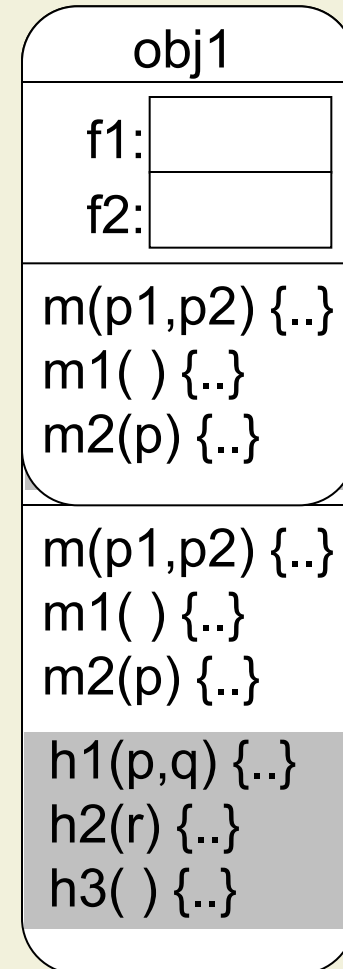 obj1
f1:
f2:
m(p1,p2) {..}
m1( ) {..}
m2(p) {..}
m(p1,p2) {..}
m1( ) {..}
m2(p) {..}
h1(p,q) {..}
h2(r) {..}
h3( ) {..}